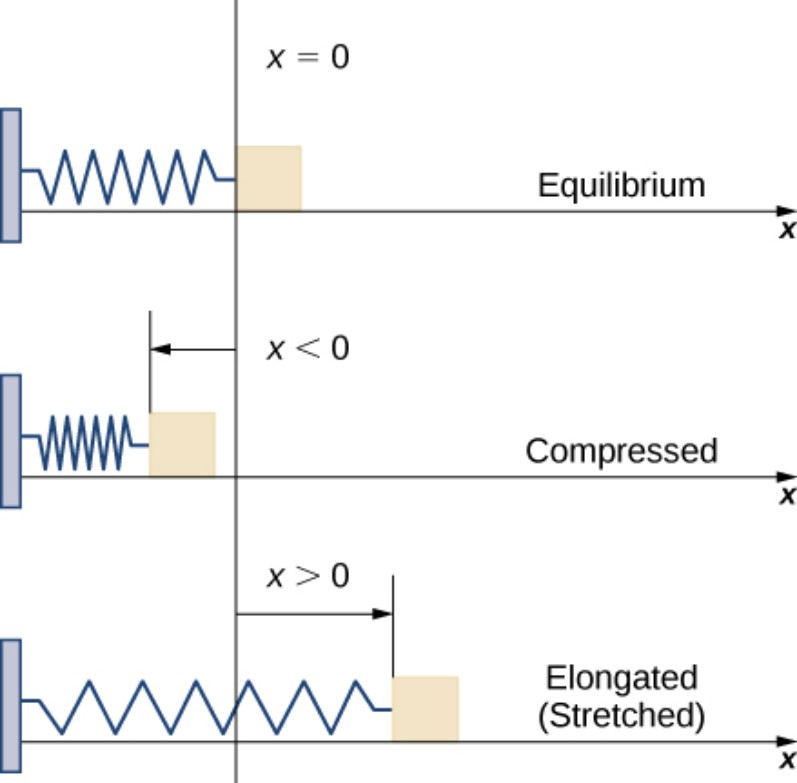 x = 0
Equilibrium
x
x < 0
Compressed
x
x > 0
Elongated
(Stretched)
x